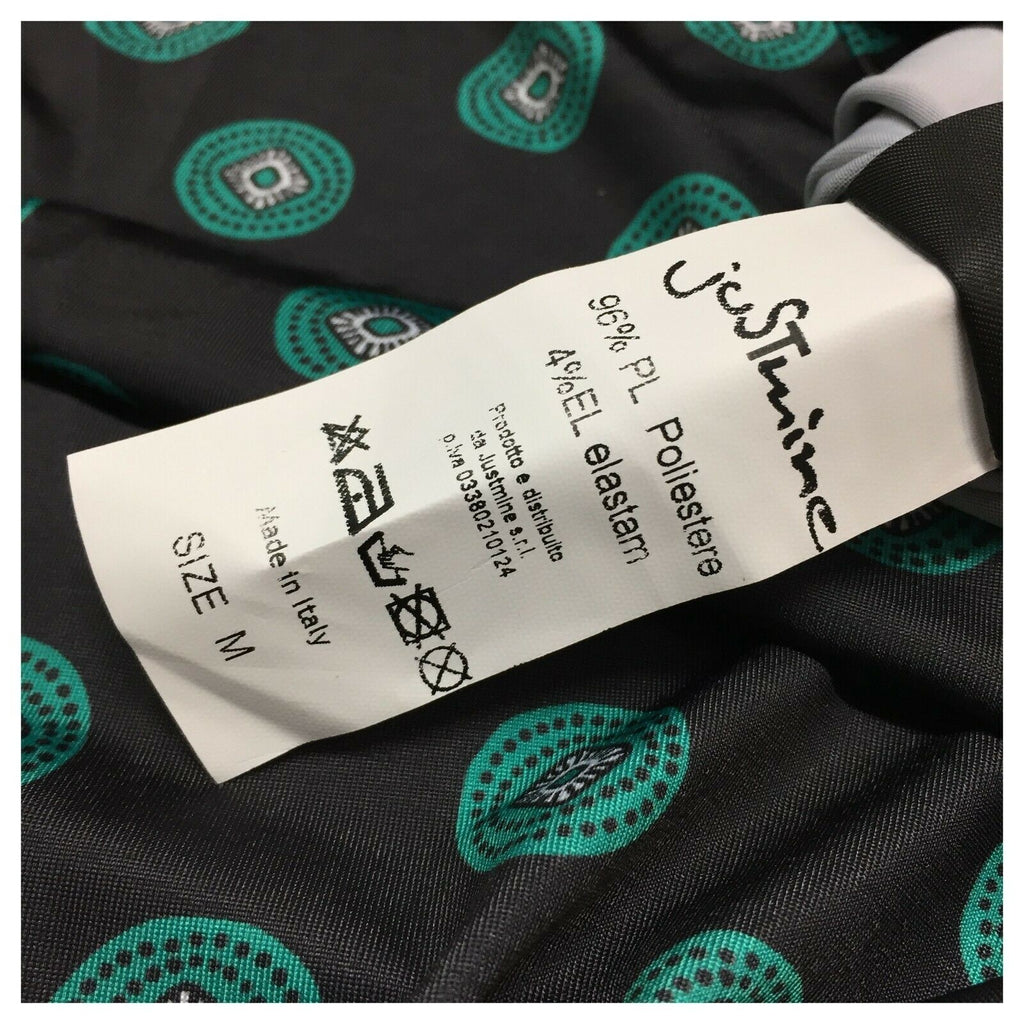 juSTmine
96% PL Poliestere
4%EL elastam
Prodotto e distribuito
da Justmine s.r.l.
p.iva 03380210124
Made in Italy
SIZE M